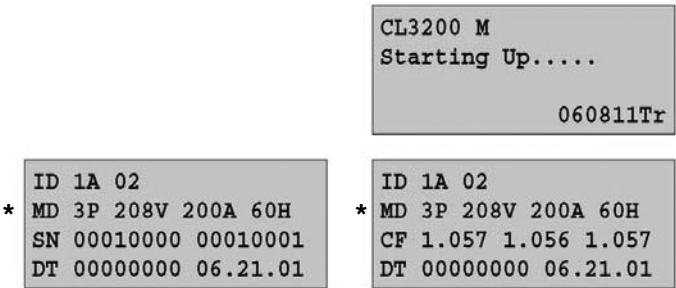 CL3200 M
Starting Up.....
060811Tr
ID 1A 02
* MD 3P 208V 200A 60H
SN 00010000 00010001
DT 00000000 06.21.01
ID 1A 02
* MD 3P 208V 200A 60H
CF 1.057 1.056 1.057
DT 00000000 06.21.01